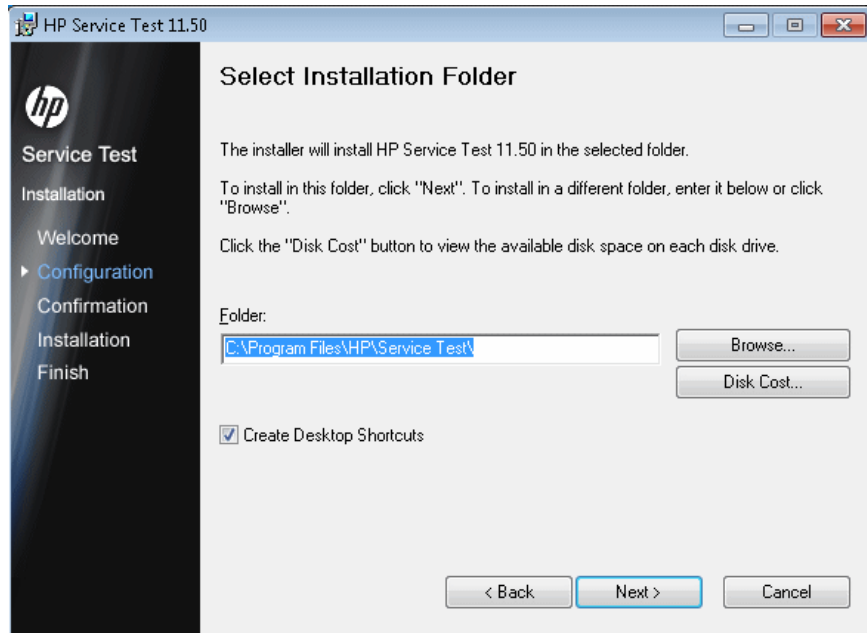 HP Service Test 11.50
hp
Service Test
Installation
Welcome
Configuration
Confirmation
Installation
Finish
Select Installation Folder
The installer will install HP Service Test 11.50 in the selected folder.
To install in this folder, click "Next". To install in a different folder, enter it below or click
"Browse".
Click the "Disk Cost" button to view the available disk space on each disk drive.
Folder:
C:\Program Files\HP\Service Test\
Browse...
Disk Cost...
Create Desktop Shortcuts
< Back
Next >
Cancel